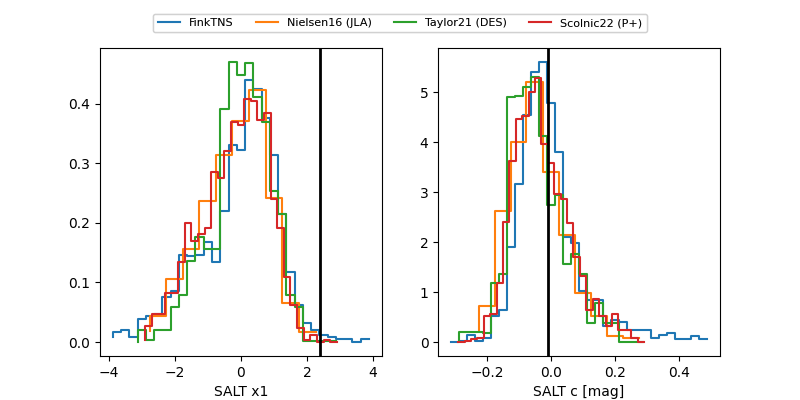 FinkTNS Nielsen16 (JLA) Taylor21 (DES) Scolnic22 (P+)
0.4
0.3
0.2
0.1
0.0
−4 −2 0 2 4
SALT x1
5
4
3
2
1
0
−0.2 0.0 0.2 0.4
SALT c [mag]